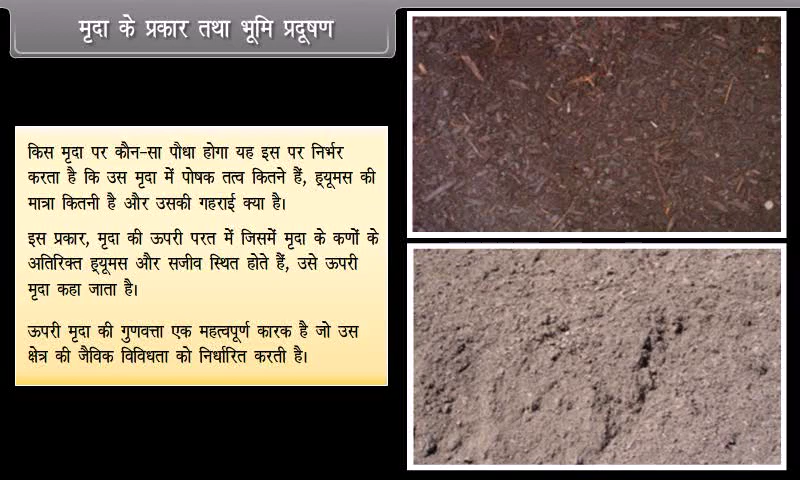 मृदा के प्रकार तथा भूमि प्रदूषण
किस मृदा पर कौन-सा पौधा होगा यह इस पर निर्भर
करता है कि उस मृदा में पोषक तत्व कितने हैं, ह्यूमस की
मात्रा कितनी है और उसकी गहराई क्या है।
इस प्रकार, मृदा की ऊपरी परत में जिसमें मृदा के कणों के
अतिरिक्त ह्यूमस और सजीव स्थित होते हैं, उसे ऊपरी
मृदा कहा जाता है।
ऊपरी मृदा की गुणवत्ता एक महत्वपूर्ण कारक है जो उस
क्षेत्र की जैविक विविधता को निर्धारित करती है।